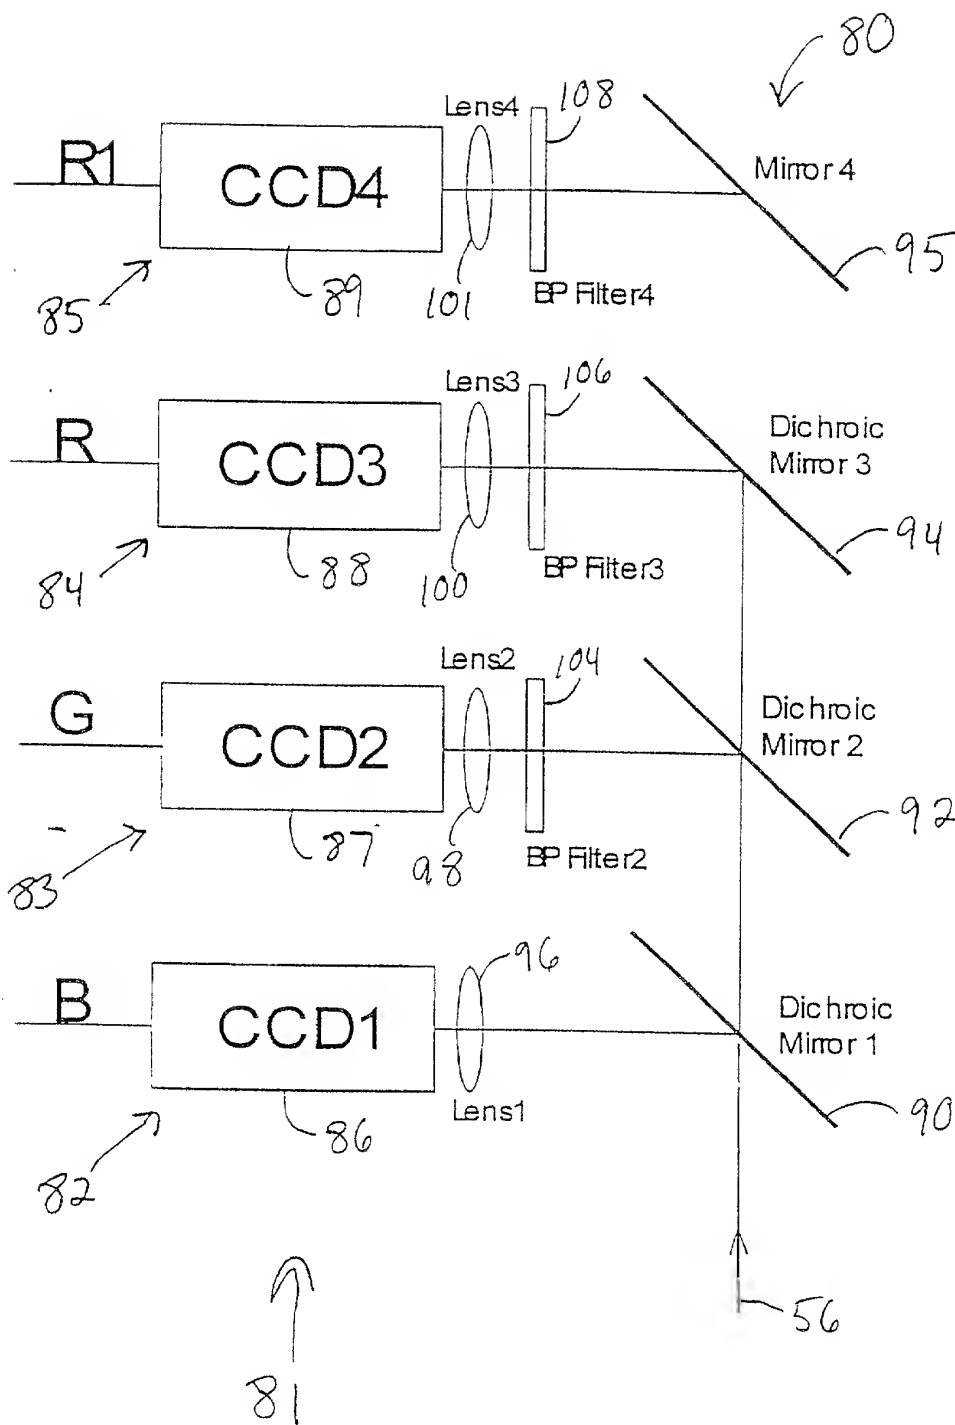 80
Lens4
108
R1
CCD4
Mirror 4
95
85
89
101
BP Filter4
Lens3
106
R
CCD3
Dichroic
Mirror 3
94
84
88
100
BP Filter3
Lens2
104
G
CCD2
Dichroic
Mirror 2
92
83
87
98
BP Filter2
96
B
CCD1
Dichroic
Mirror 1
90
82
86
Lens1
56
81